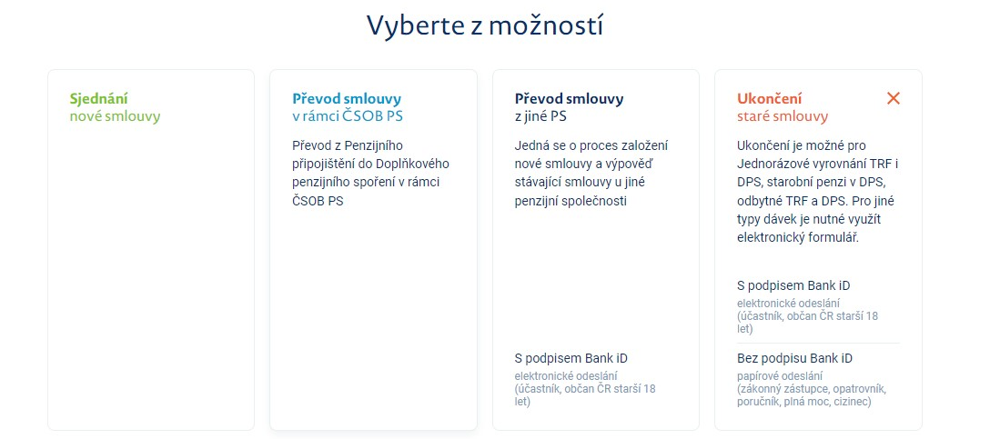 Vyberte z možností
Sjednání
nové smlouvy
Převod smlouvy
v rámci ČSOB PS
Převod z Penzijního
připojištění do Doplňkového
penzijního spoření v rámci
ČSOB PS
Převod smlouvy
z jiné PS
Jedná se o proces založení
nové smlouvy a výpověď
stávající smlouvy u jiné
penzijní společnosti
S podpisem Bank iD
elektronické odeslání
(účastník, občan ČR starší 18
let)
Ukončení
staré smlouvy
Ukončení je možné pro
Jednorázové vyrovnání TRF i
DPS, starobní penzi v DPS,
odbytné TRF a DPS. Pro jiné
typy dávek je nutné využít
elektronický formulář.
S podpisem Bank iD
elektronické odeslání
(účastník, občan ČR starší 18
let)
Bez podpisu Bank iD
papírové odeslání
(zákonný zástupce, opatrovník,
poručník, plná moc, cizinec)